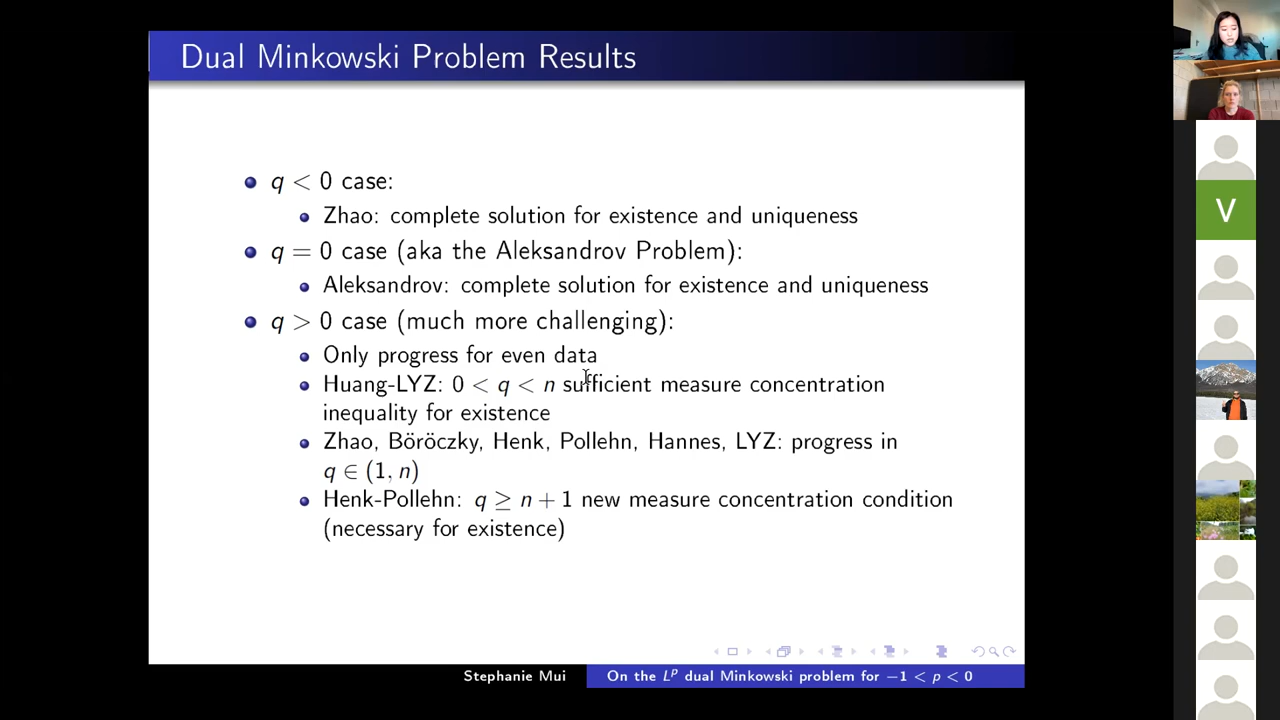 Dual Minkowski Problem Results
q < 0 case:
Zhao: complete solution for existence and uniqueness
q = 0 case (aka the Aleksandrov Problem):
Aleksandrov: complete solution for existence and uniqueness
q > 0 case (much more challenging):
Only progress for even data
Huang-LYZ: 0 < q < n sufficient measure concentration
inequality for existence
Zhao, Böröczky, Henk, Pollehn, Hannes, LYZ: progress in
q ∈ (1, n)
Henk-Pollehn: q ≥ n + 1 new measure concentration condition
(necessary for existence)
Stephanie Mui
On the Lᵖ dual Minkowski problem for −1 < p < 0
V